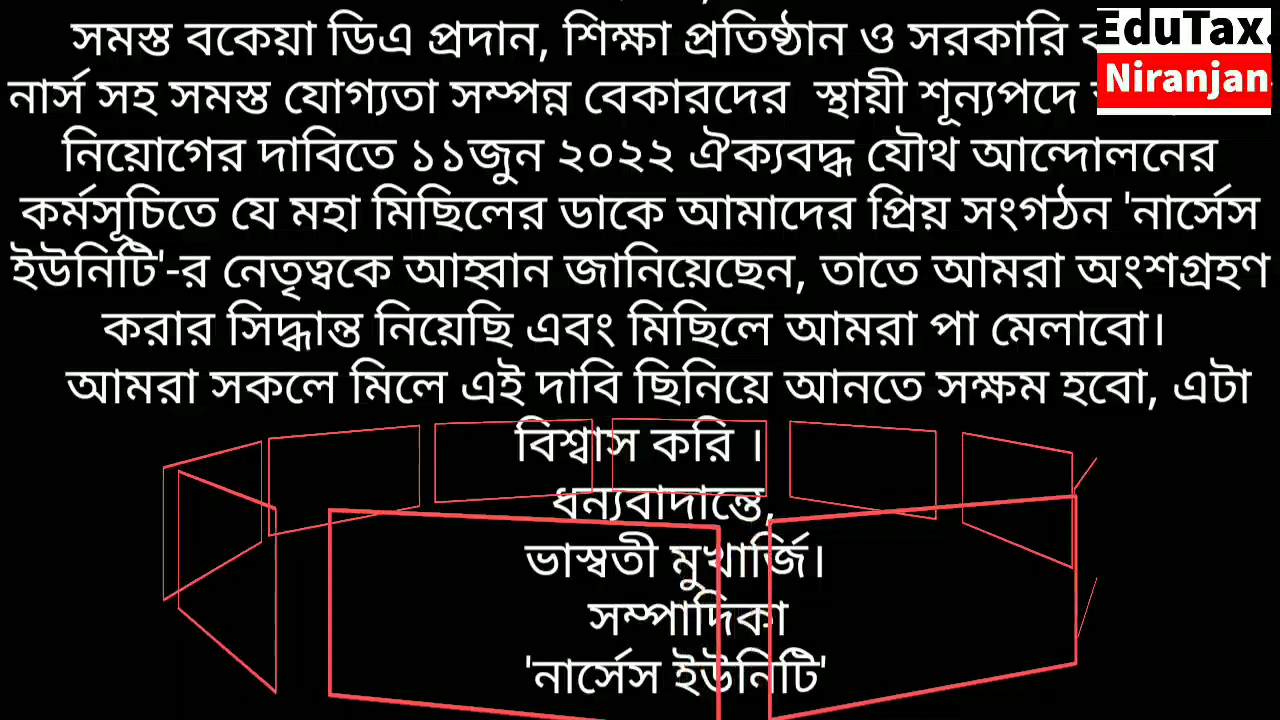 সমস্ত বকেয়া ডিএ প্রদান, শিক্ষা প্রতিষ্ঠান ও সরকারি
EduTax.
নার্স সহ সমস্ত যোগ্যতা সম্পন্ন বেকারদের স্থায়ী শূন্যপদে
Niranjan
নিয়োগের দাবিতে ১১জুন ২০২২ ঐক্যবদ্ধ যৌথ আন্দোলনের
কর্মসূচিতে যে মহা মিছিলের ডাকে আমাদের প্রিয় সংগঠন 'নার্সেস
ইউনিটি'-র নেতৃত্বকে আহ্বান জানিয়েছেন, তাতে আমরা অংশগ্রহণ
করার সিদ্ধান্ত নিয়েছি এবং মিছিলে আমরা পা মেলাবো।
আমরা সকলে মিলে এই দাবি ছিনিয়ে আনতে সক্ষম হবো, এটা
বিশ্বাস করি ।
ধন্যবাদান্তে,
ভাস্বতী মুখার্জি।
সম্পাদিকা
'নার্সেস ইউনিটি'